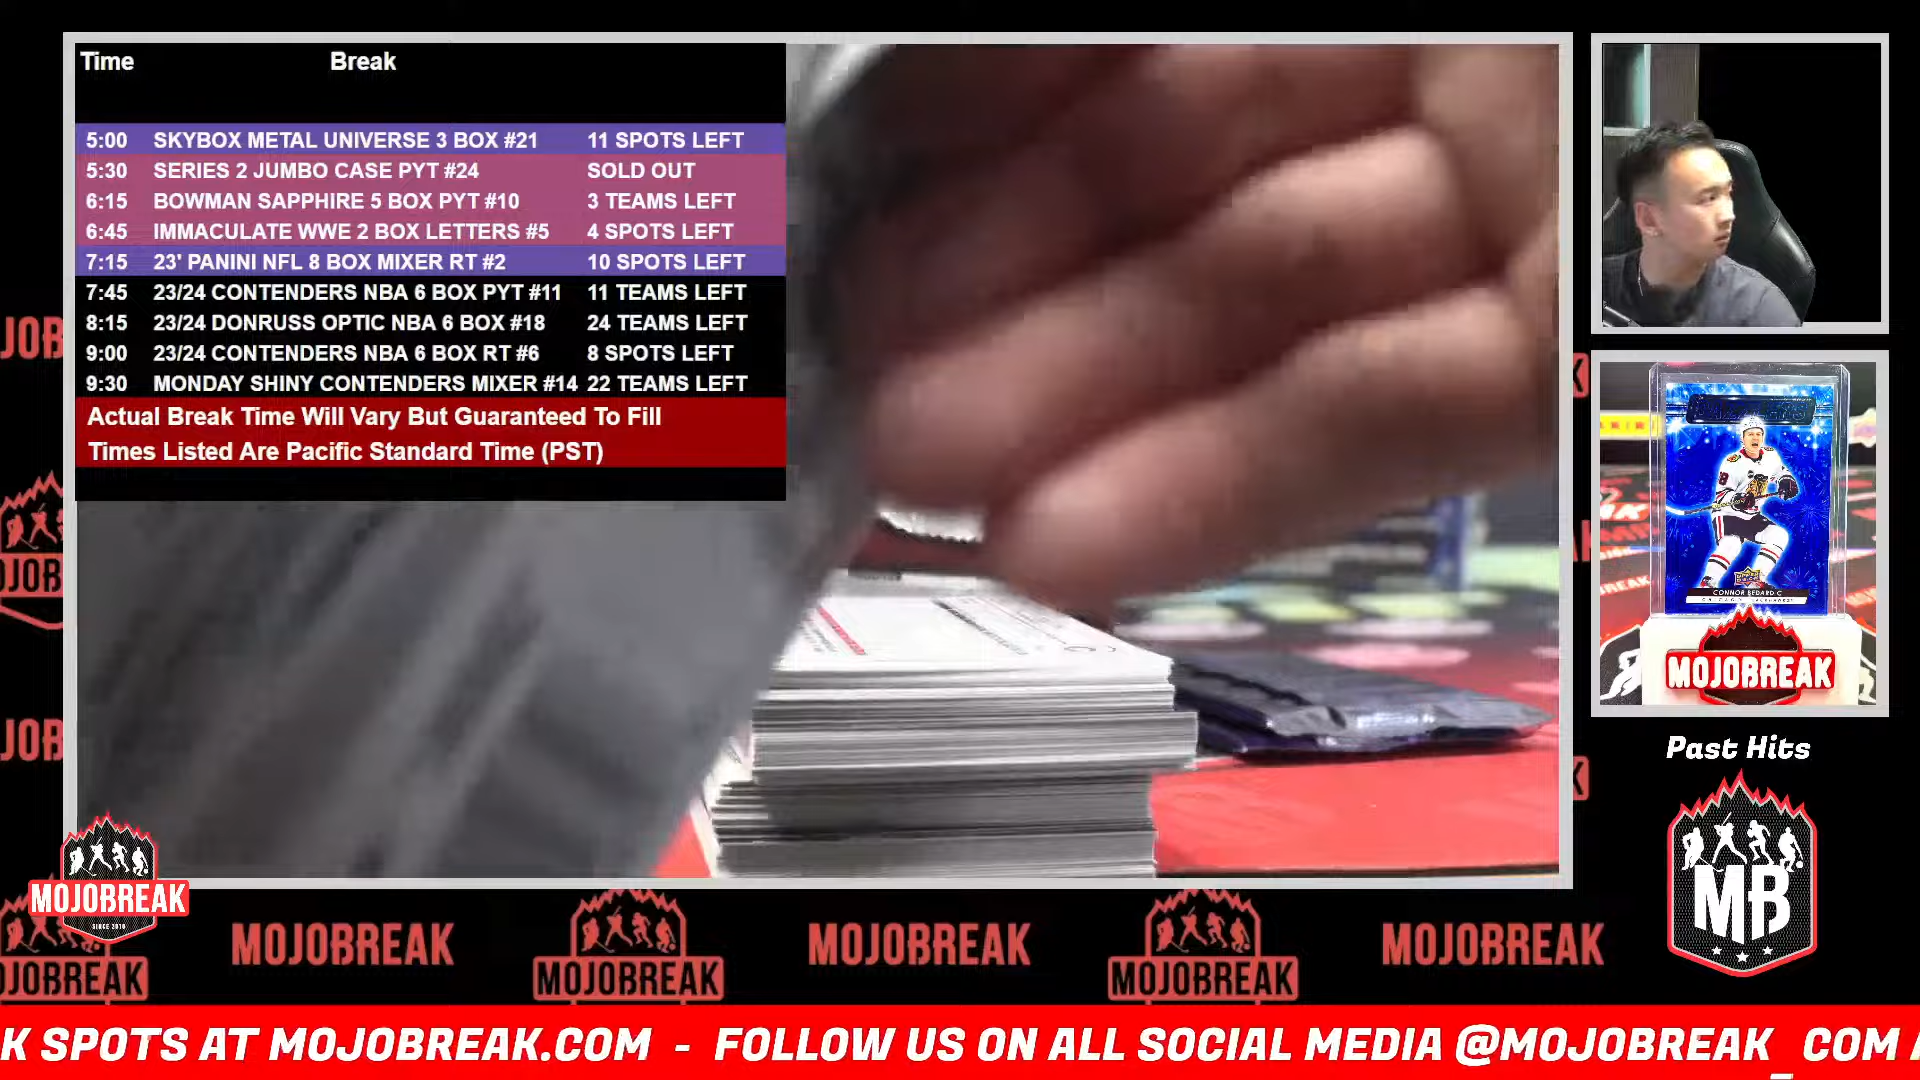 Time Break
5:00 SKYBOX METAL UNIVERSE 3 BOX #21 11 SPOTS LEFT
5:30 SERIES 2 JUMBO CASE PYT #24 SOLD OUT
6:15 BOWMAN SAPPHIRE 5 BOX PYT #10 3 TEAMS LEFT
6:45 IMMACULATE WWE 2 BOX LETTERS #5 4 SPOTS LEFT
7:15 23' PANINI NFL 8 BOX MIXER RT #2 10 SPOTS LEFT
7:45 23/24 CONTENDERS NBA 6 BOX PYT #11 11 TEAMS LEFT
8:15 23/24 DONRUSS OPTIC NBA 6 BOX #18 24 TEAMS LEFT
9:00 23/24 CONTENDERS NBA 6 BOX RT #6 8 SPOTS LEFT
9:30 MONDAY SHINY CONTENDERS MIXER #14 22 TEAMS LEFT
Actual Break Time Will Vary But Guaranteed To Fill
Times Listed Are Pacific Standard Time (PST)
CONNOR BEDARD C
MOJOBREAK
Past Hits
MB
MOJOBREAK
SINCE 2010
MOJOBREAK MOJOBREAK MOJOBREAK
OJOBREAK MOJOBREAK MOJOBREAK
K SPOTS AT MOJOBREAK.COM - FOLLOW US ON ALL SOCIAL MEDIA @MOJOBREAK_ COM A